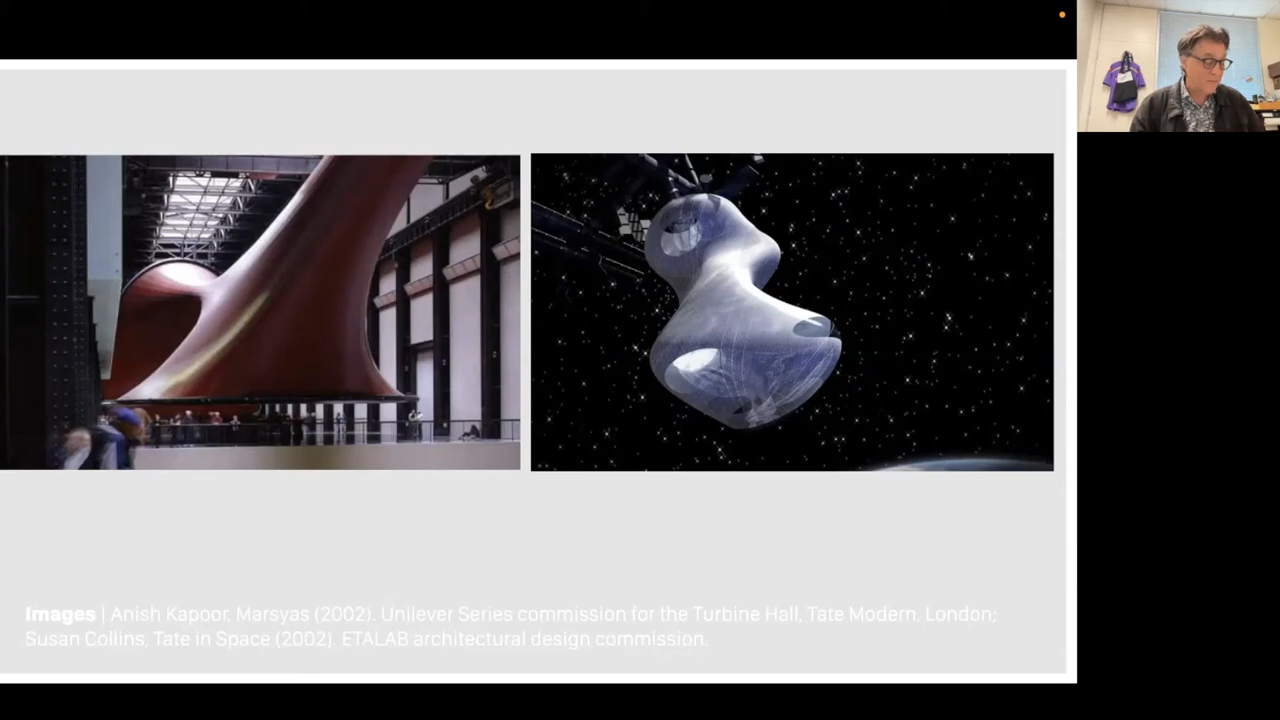 Images | Anish Kapoor, Marsyas (2002). Unilever Series commission for the Turbine Hall, Tate Modern, London;
Susan Collins, Tate in Space (2002). ETALAB architectural design commission.